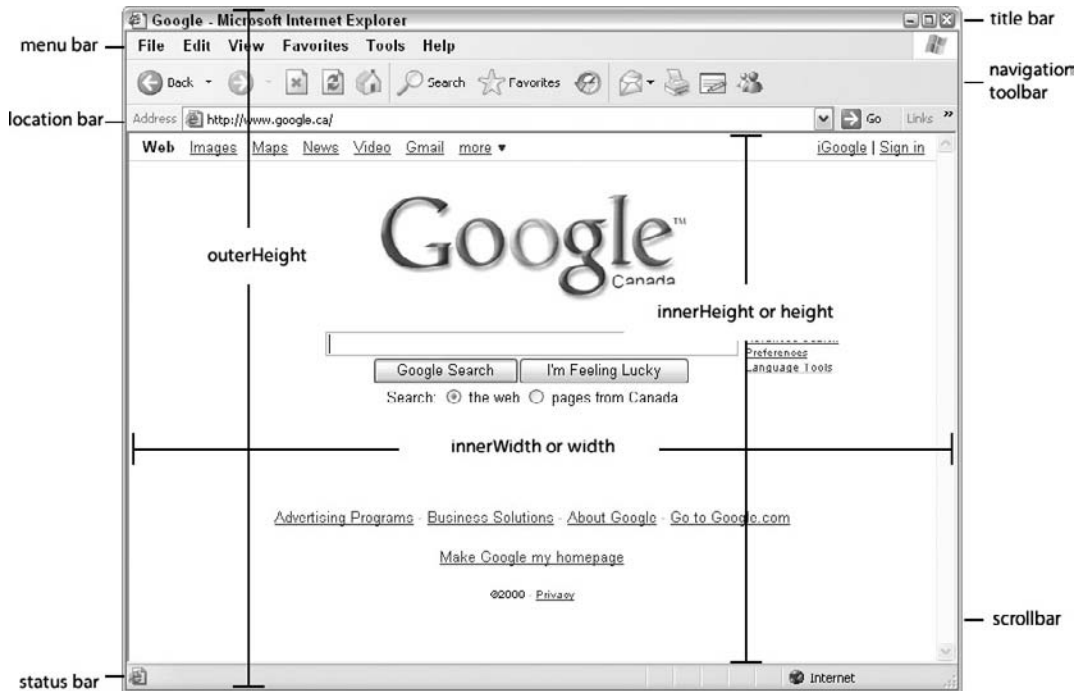 Google - Microsoft Internet Explorer
title bar
menu bar
File Edit View Favorites Tools Help
Back Search Favorites
navigation toolbar
location bar
Address http://www.google.ca/ Go Links »
Web Images Maps News Video Gmail more ▼ iGoogle | Sign in
Google™
Canada
outerHeight
innerHeight or height
Preferences
Language Tools
Google Search I'm Feeling Lucky
Search: the web pages from Canada
innerWidth or width
Advertising Programs - Business Solutions - About Google - Go to Google.com
Make Google my homepage
©2000 - Privacy
scrollbar
status bar
Internet